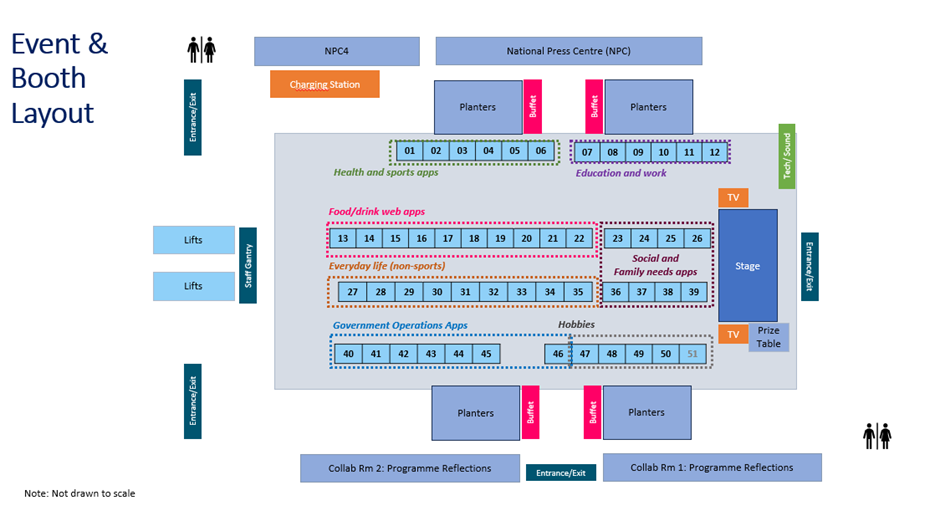 Event &
Booth
Layout
NPC4
National Press Centre (NPC)
Charging Station
Entrance/Exit
Planters
Buffet
Buffet
Planters
Tech/ Sound
01 02 03 04 05 06
07 08 09 10 11 12
Health and sports apps
Education and work
TV
Food/drink web apps
13 14 15 16 17 18 19 20 21 22
23 24 25 26
Lifts
Staff Gantry
Social and
Family needs apps
Stage
Entrance/Exit
Everyday life (non-sports)
Lifts
27 28 29 30 31 32 33 34 35
36 37 38 39
Government Operations Apps
Hobbies
TV
Prize
Table
40 41 42 43 44 45
46 47 48 49 50 51
Entrance/Exit
Planters
Buffet
Buffet
Planters
Collab Rm 2: Programme Reflections
Entrance/Exit
Collab Rm 1: Programme Reflections
Note: Not drawn to scale